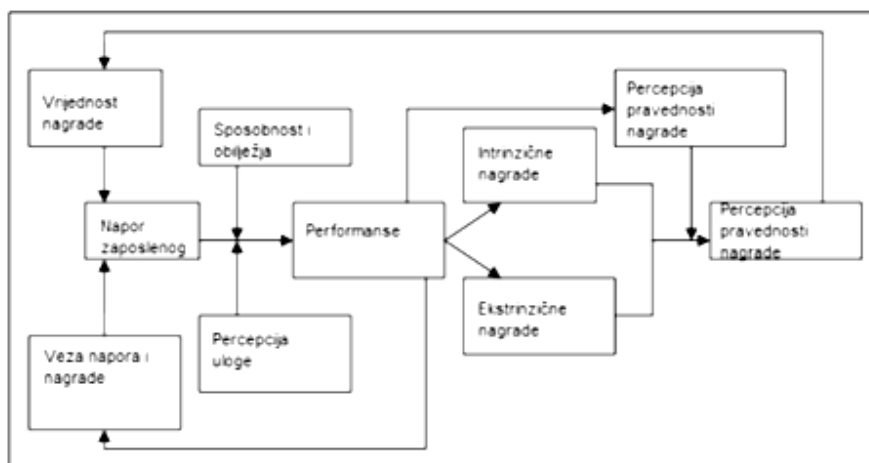 Vrijednost
nagrade
Sposobnost i
obilježja
Percepcija
pravednosti
nagrade
Intrinzične
nagrade
Napor
zaposlenog
Performanse
Percepcija
pravednosti
nagrade
Ekstrinzične
nagrade
Veza napora i
nagrade
Percepcija
uloge